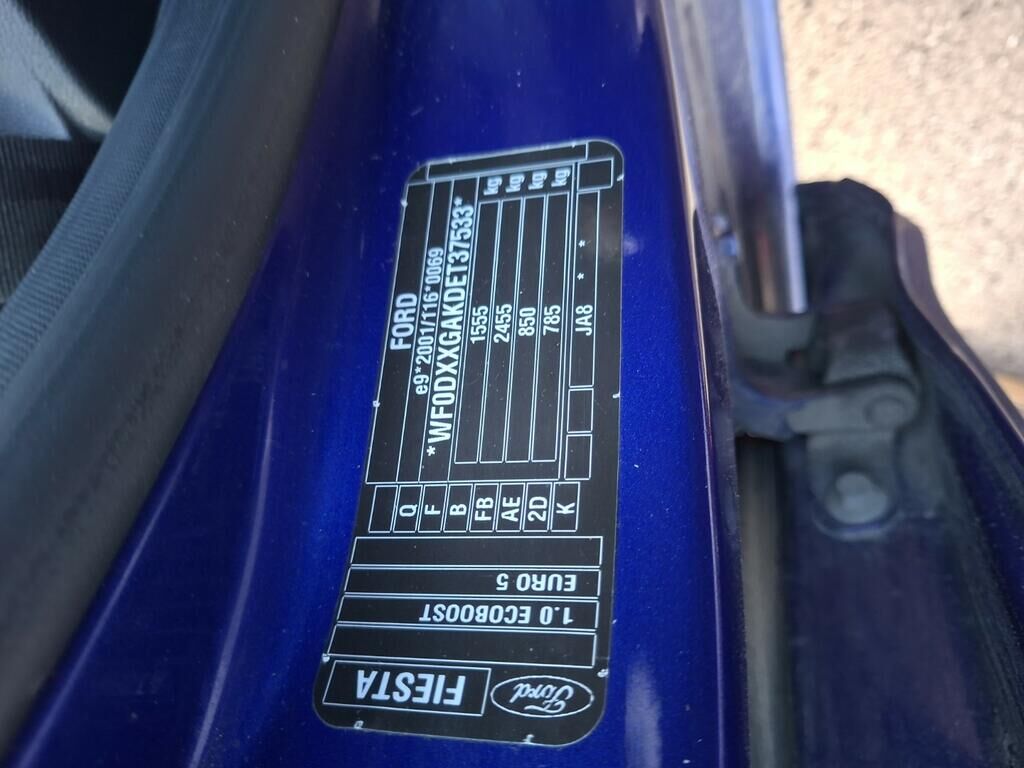 FORD
e9*2001/116*0069
*WF0DXXGAKDET37533*
1555 kg
2455 kg
850 kg
785 kg
JA8 * *
Q
F
B
FB
AE
2D
K
EURO 5
1.0 ECOBOOST
FIESTA
Ford